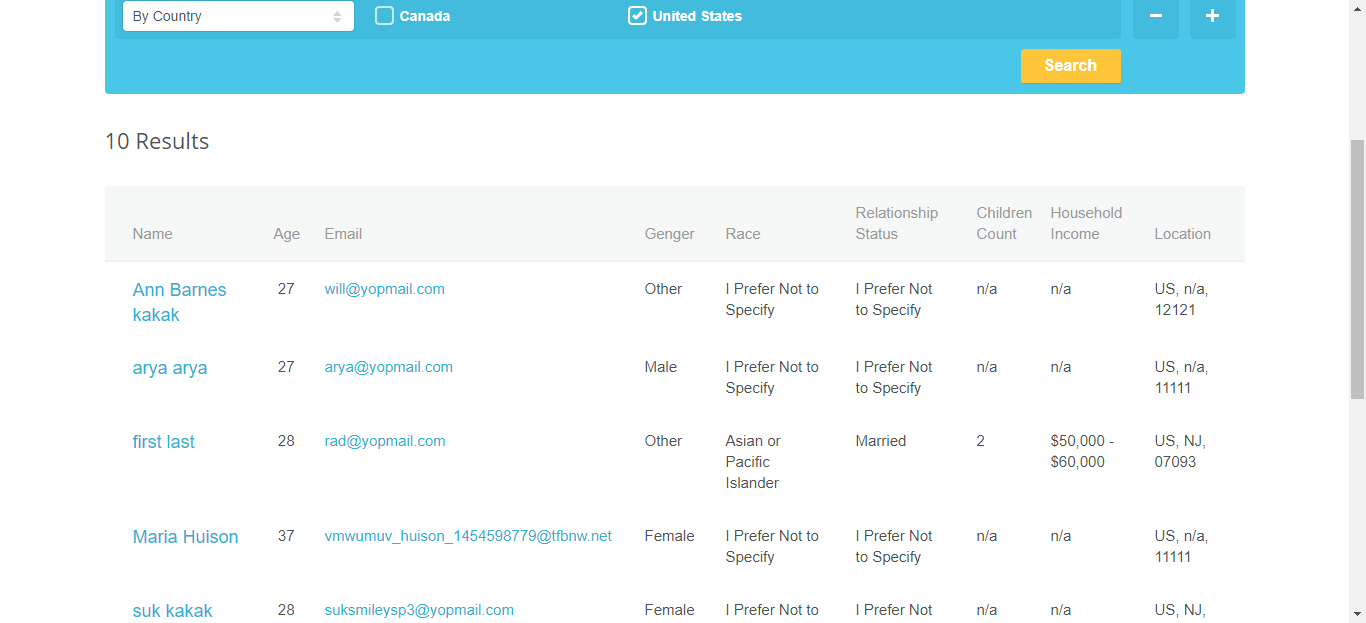 By Country Canada United States − +
Search
10 Results
Relationship Children Household
Name Age Email Genger Race Status Count Income Location
Ann Barnes 27 will@yopmail.com Other I Prefer Not to I Prefer Not n/a n/a US, n/a,
kakak Specify to Specify 12121
arya arya 27 arya@yopmail.com Male I Prefer Not to I Prefer Not n/a n/a US, n/a,
Specify to Specify 11111
first last 28 rad@yopmail.com Other Asian or Married 2 $50,000 - US, NJ,
Pacific $60,000 07093
Islander
Maria Huison 37 vmwumuv_huison_1454598779@tfbnw.net Female I Prefer Not to I Prefer Not n/a n/a US, n/a,
Specify to Specify 11111
suk kakak 28 suksmileysp3@yopmail.com Female I Prefer Not to I Prefer Not n/a n/a US, NJ,